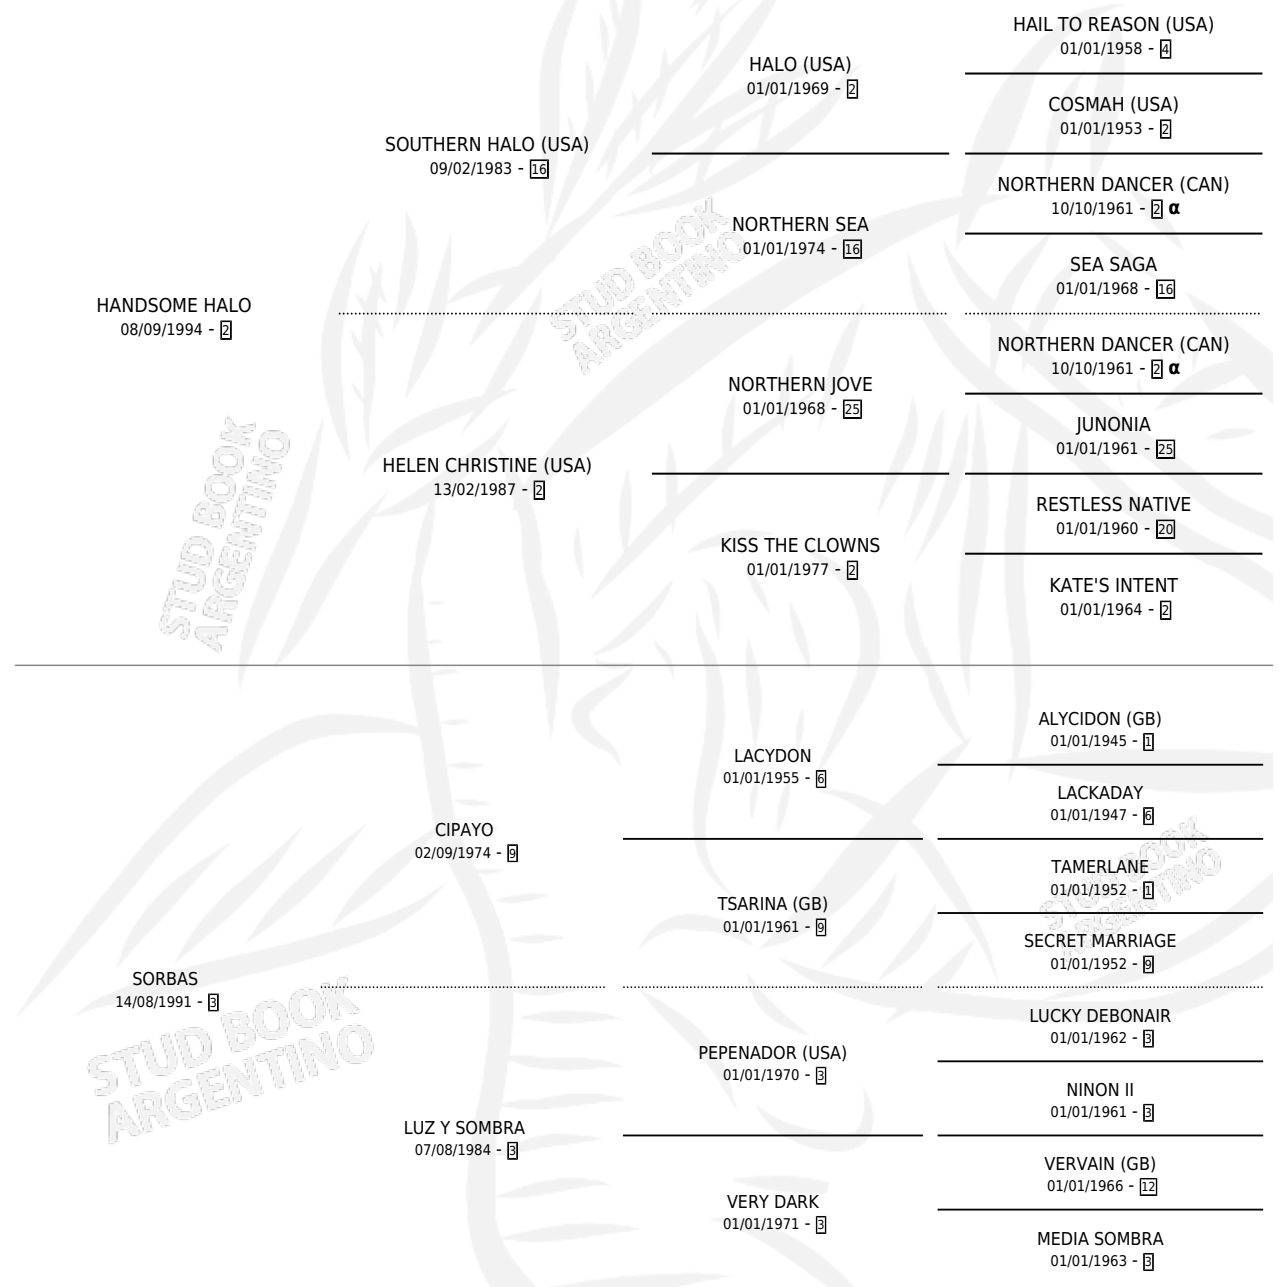 HAIL TO REASON (USA)
01/01/1958 - 4
HALO (USA)
01/01/1969 - 2
COSMAH (USA)
01/01/1953 - 2
SOUTHERN HALO (USA)
09/02/1983 - 16
NORTHERN DANCER (CAN)
10/10/1961 - 2 α
NORTHERN SEA
01/01/1974 - 16
SEA SAGA
01/01/1968 - 16
HANDSOME HALO
08/09/1994 - 2
NORTHERN DANCER (CAN)
10/10/1961 - 2 α
NORTHERN JOVE
01/01/1968 - 25
JUNONIA
01/01/1961 - 25
HELEN CHRISTINE (USA)
13/02/1987 - 2
RESTLESS NATIVE
01/01/1960 - 20
KISS THE CLOWNS
01/01/1977 - 2
KATE'S INTENT
01/01/1964 - 2
STUD BOOK
ARGENTINO
STUD BOOK
ARGENTINO
ALYCIDON (GB)
01/01/1945 - 1
LACYDON
01/01/1955 - 6
LACKADAY
01/01/1947 - 6
CIPAYO
02/09/1974 - 9
TAMERLANE
01/01/1952 - 1
TSARINA (GB)
01/01/1961 - 9
SECRET MARRIAGE
01/01/1952 - 9
SORBAS
14/08/1991 - 3
LUCKY DEBONAIR
01/01/1962 - 3
PEPENADOR (USA)
01/01/1970 - 3
NINON II
01/01/1961 - 3
LUZ Y SOMBRA
07/08/1984 - 3
VERVAIN (GB)
01/01/1966 - 12
VERY DARK
01/01/1971 - 3
MEDIA SOMBRA
01/01/1963 - 3
STUD BOOK
ARGENTINO
STUD BOOK
ARGENTINO